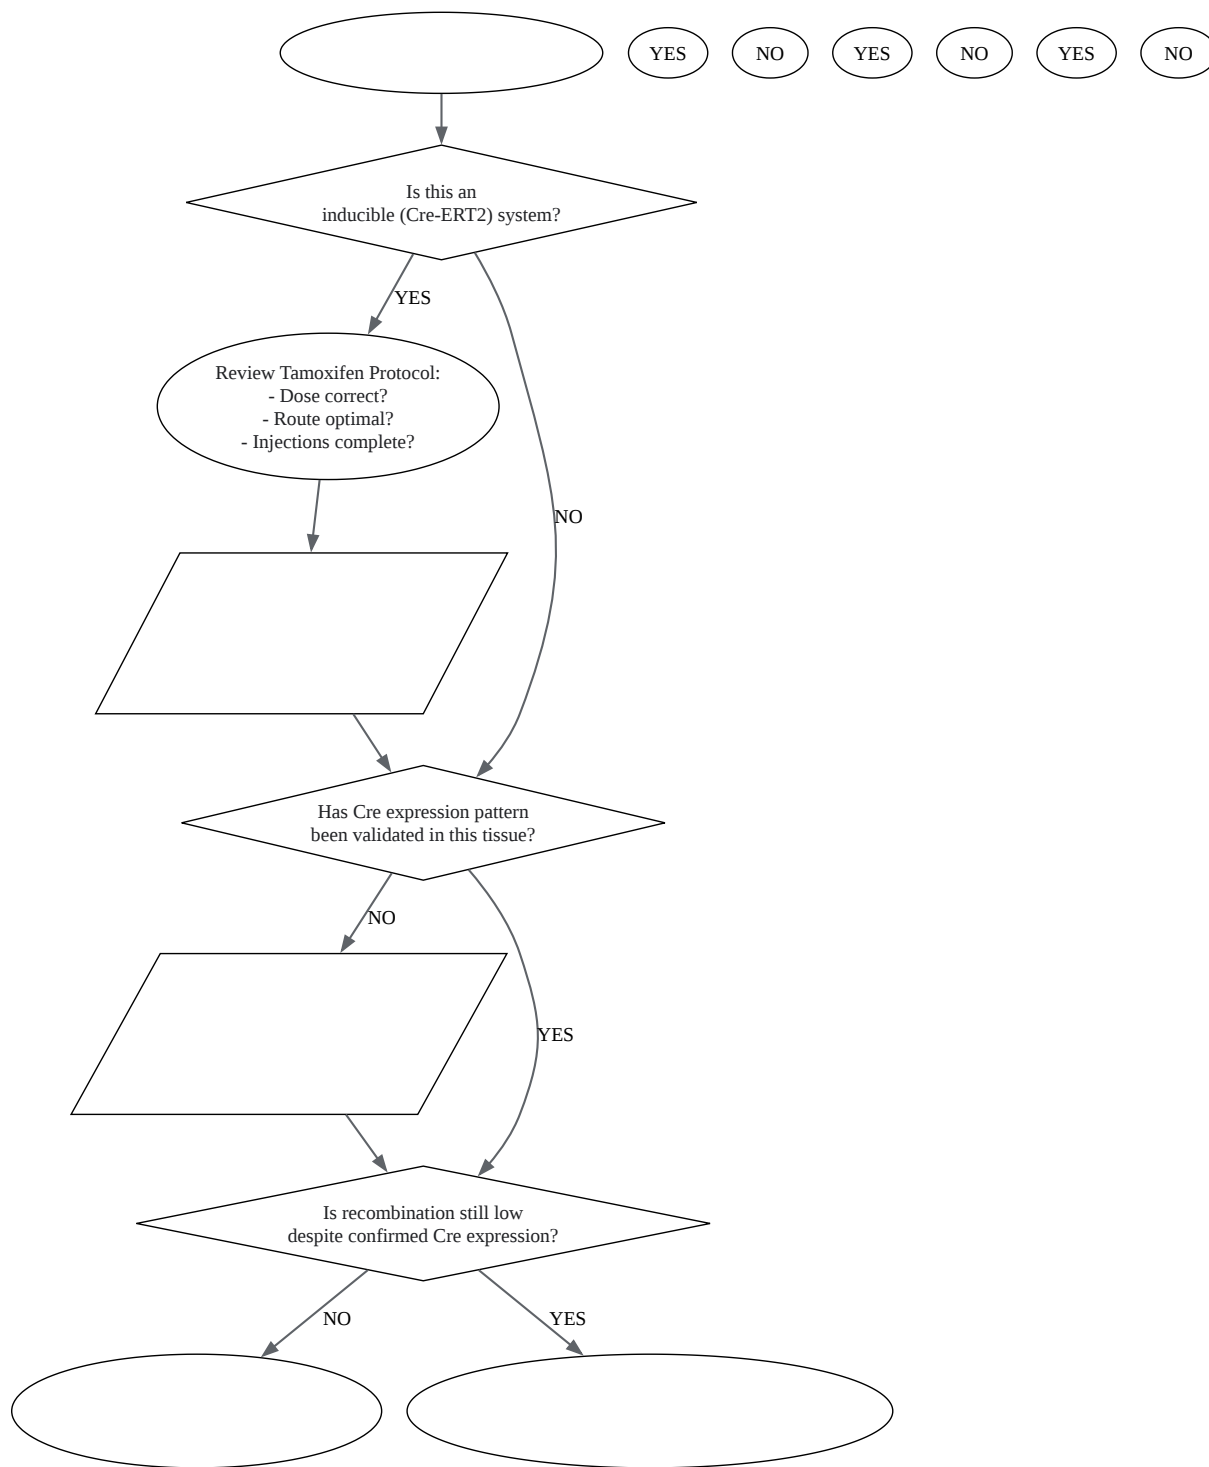 YES
NO
YES
NO
YES
NO
Is this an
inducible (Cre-ERT2) system?
YES
Review Tamoxifen Protocol:
- Dose correct?
- Route optimal?
- Injections complete?
NO
Has Cre expression pattern
been validated in this tissue?
NO
YES
Is recombination still low
despite confirmed Cre expression?
NO
YES